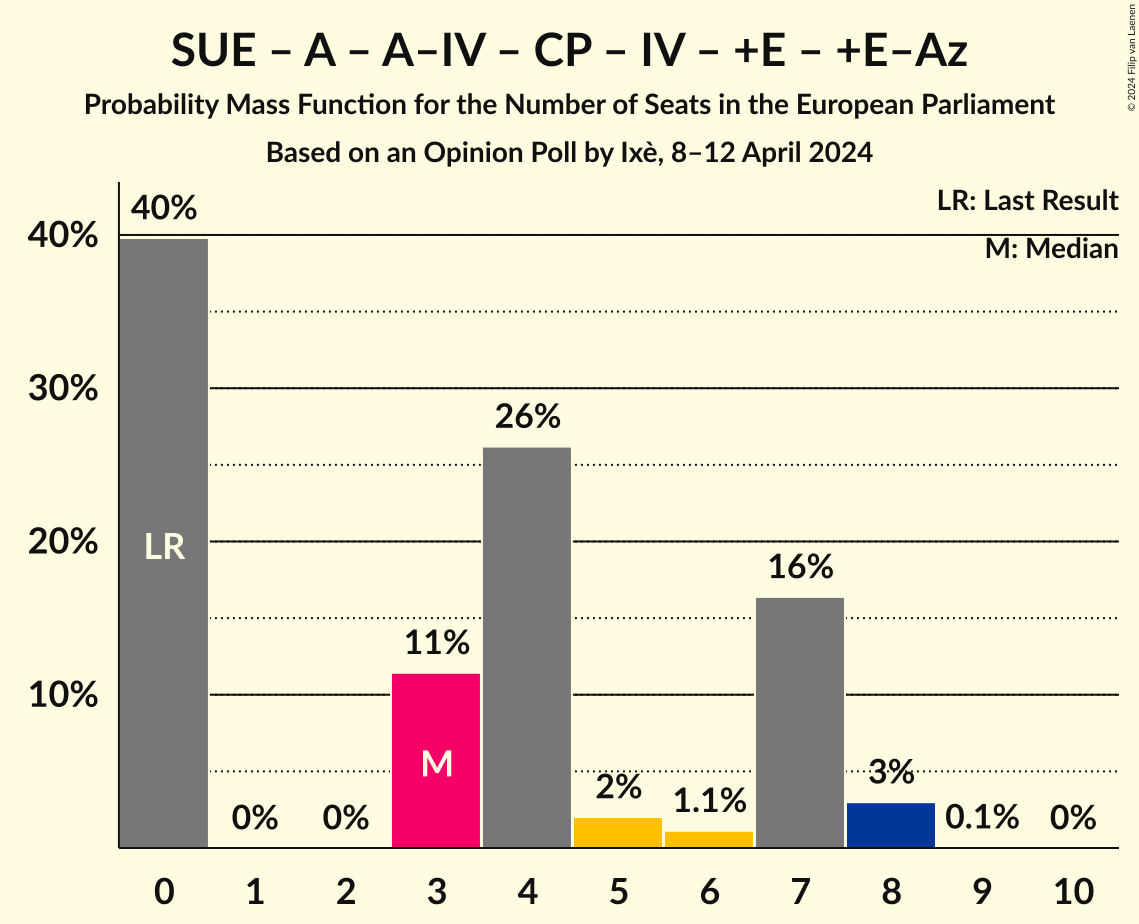 SUE – A – A–IV – CP – IV – +E – +E–Az
Probability Mass Function for the Number of Seats in the European Parliament
Based on an Opinion Poll by Ixè, 8–12 April 2024
© 2024 Filip van Laenen
LR: Last Result
M: Median
40%
30%
20%
10%
40%
0%
0%
11%
26%
2%
1.1%
16%
3%
0.1%
0%
LR
M
0 1 2 3 4 5 6 7 8 9 10